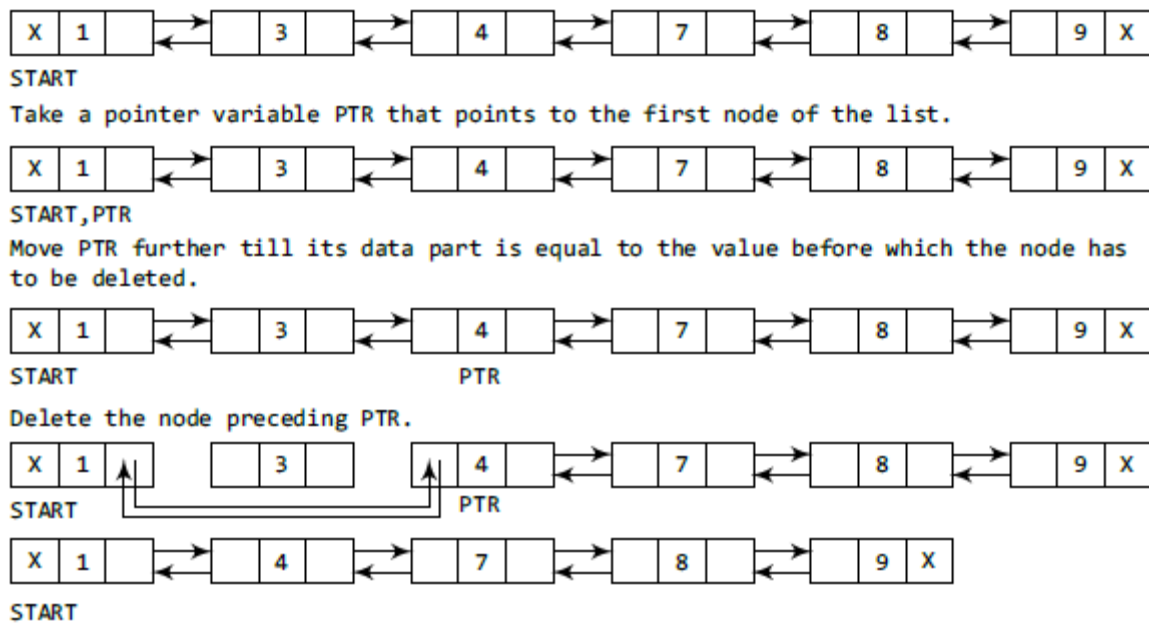 X 1 3 4 7 8 9 X
START
Take a pointer variable PTR that points to the first node of the list.
X 1 3 4 7 8 9 X
START,PTR
Move PTR further till its data part is equal to the value before which the node has
to be deleted.
X 1 3 4 7 8 9 X
START PTR
Delete the node preceding PTR.
X 1 3 4 7 8 9 X
START PTR
X 1 4 7 8 9 X
START